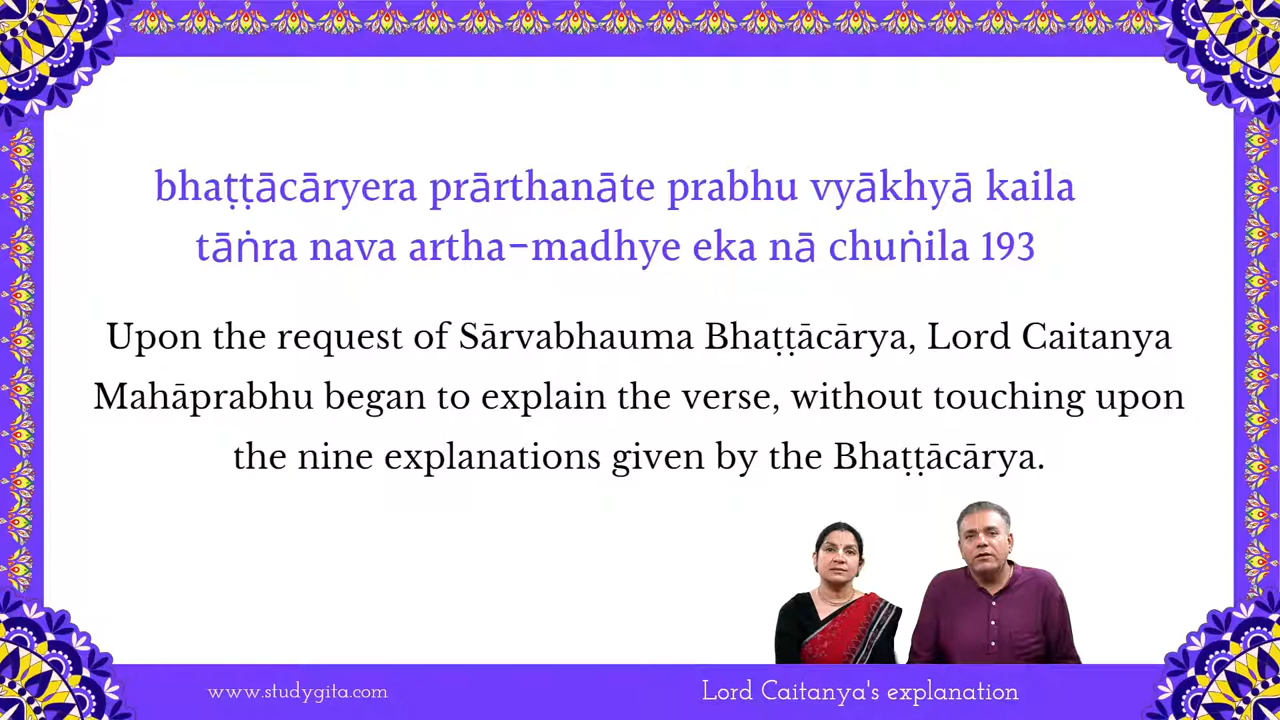 bhaṭṭācāryera prārthanāte prabhu vyākhyā kaila
tāṅra nava artha-madhye eka nā chuṅila 193
Upon the request of Sārvabhauma Bhaṭṭācārya, Lord Caitanya
Mahāprabhu began to explain the verse, without touching upon
the nine explanations given by the Bhaṭṭācārya.
www.studygita.com
Lord Caitanya's explanation